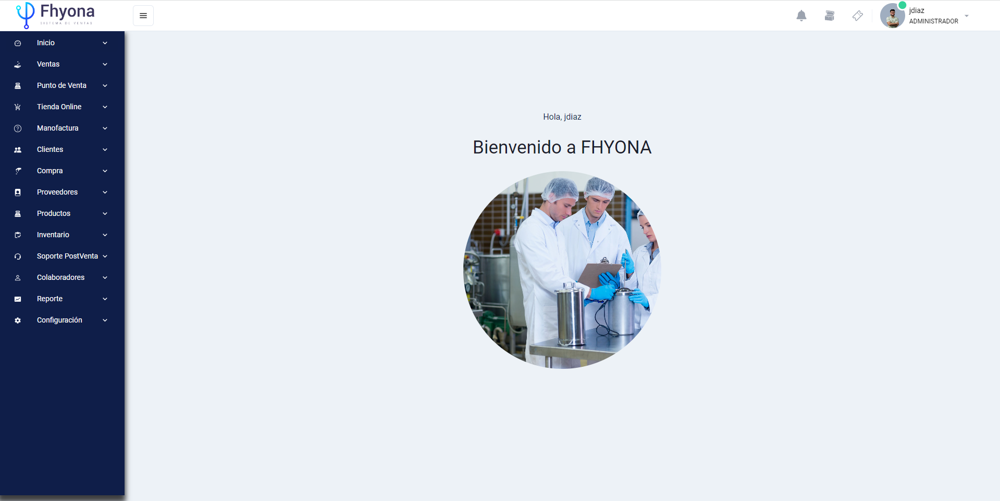 Fhyona
SISTEMA DE VENTAS
jdiaz
ADMINISTRADOR
Inicio
Ventas
Punto de Venta
Tienda Online
Manofactura
Clientes
Compra
Proveedores
Productos
Inventario
Soporte PostVenta
Colaboradores
Reporte
Configuración
Hola, jdiaz
Bienvenido a FHYONA